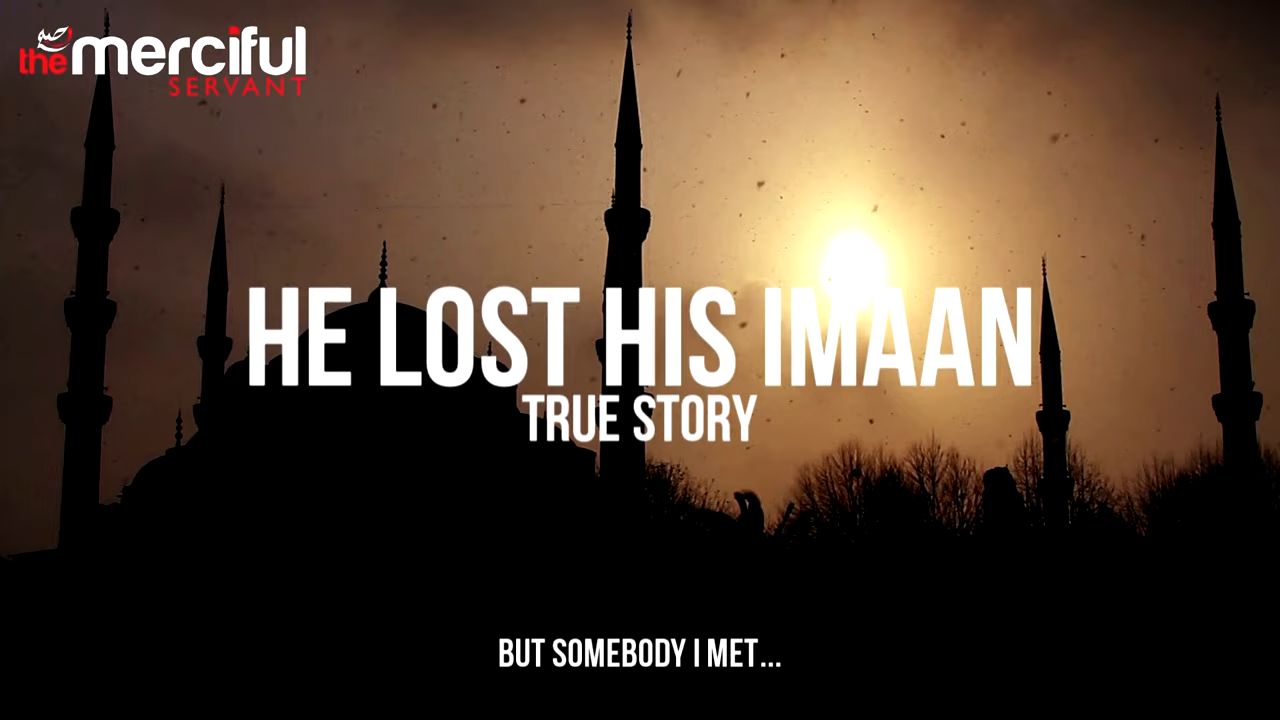 the merciful
SERVANT
HE LOST HIS IMAAN
TRUE STORY
BUT SOMEBODY I MET...